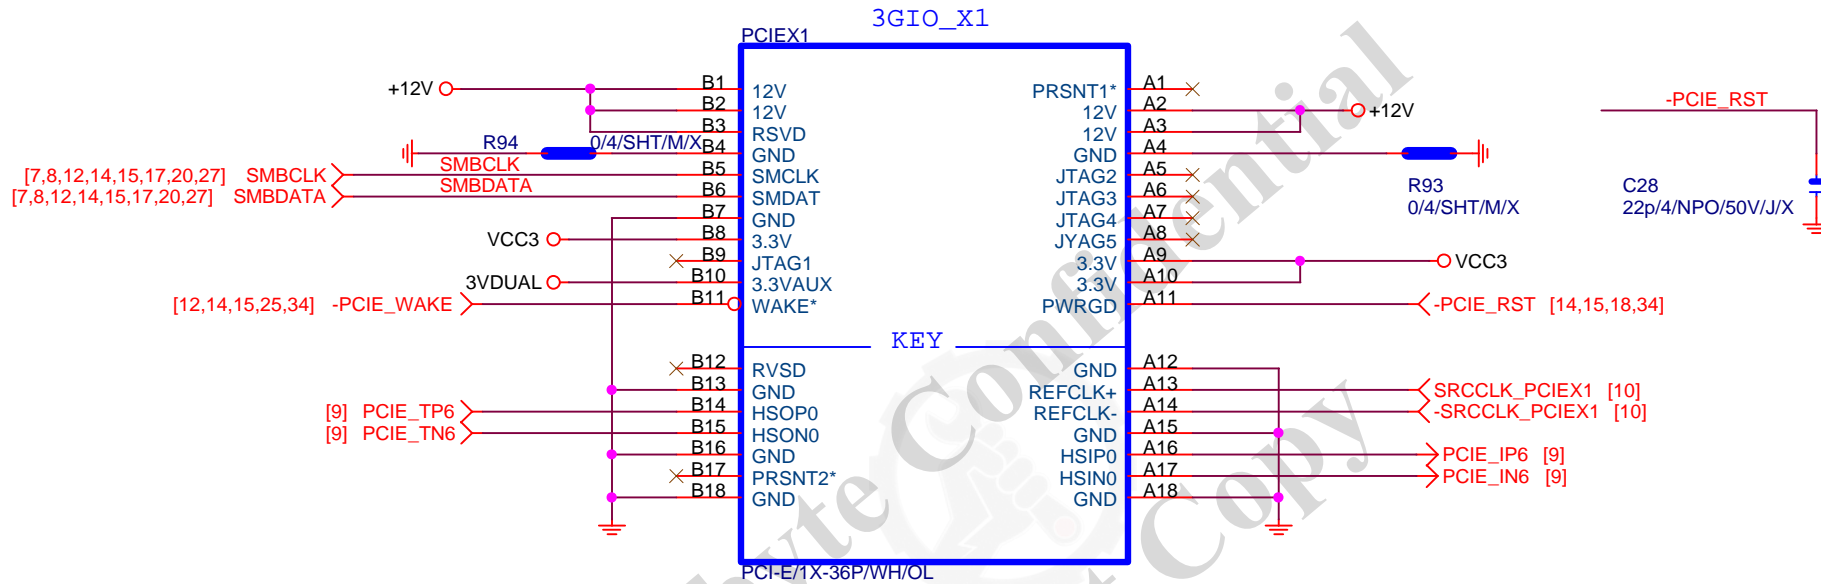 3GIO_X1
PCIEX1
+12V B1 12V PRSNT1* A1
B2 12V 12V A2 +12V -PCIE_RST
B3 RSVD 12V A3
R94 0/4/SHT/M/X B4 GND GND A4
[7,8,12,14,15,17,20,27] SMBCLK SMBCLK B5 SMCLK JTAG2 A5 R93 C28
[7,8,12,14,15,17,20,27] SMBDATA SMBDATA B6 SMDAT JTAG3 A6 0/4/SHT/M/X 22p/4/NPO/50V/J/X
B7 GND JTAG4 A7
VCC3 B8 3.3V JYAG5 A8
B9 JTAG1 3.3V A9 VCC3
3VDUAL B10 3.3VAUX 3.3V A10
[12,14,15,25,34] -PCIE_WAKE B11 WAKE* PWRGD A11 -PCIE_RST [14,15,18,34]
KEY
B12 RVSD GND A12
B13 GND REFCLK+ A13 SRCCLK_PCIEX1 [10]
[9] PCIE_TP6 B14 HSOP0 REFCLK- A14 -SRCCLK_PCIEX1 [10]
[9] PCIE_TN6 B15 HSON0 GND A15
B16 GND HSIP0 A16 PCIE_IP6 [9]
B17 PRSNT2* HSIN0 A17 PCIE_IN6 [9]
B18 GND GND A18
PCI-E/1X-36P/WH/OL
Confidential
Copy